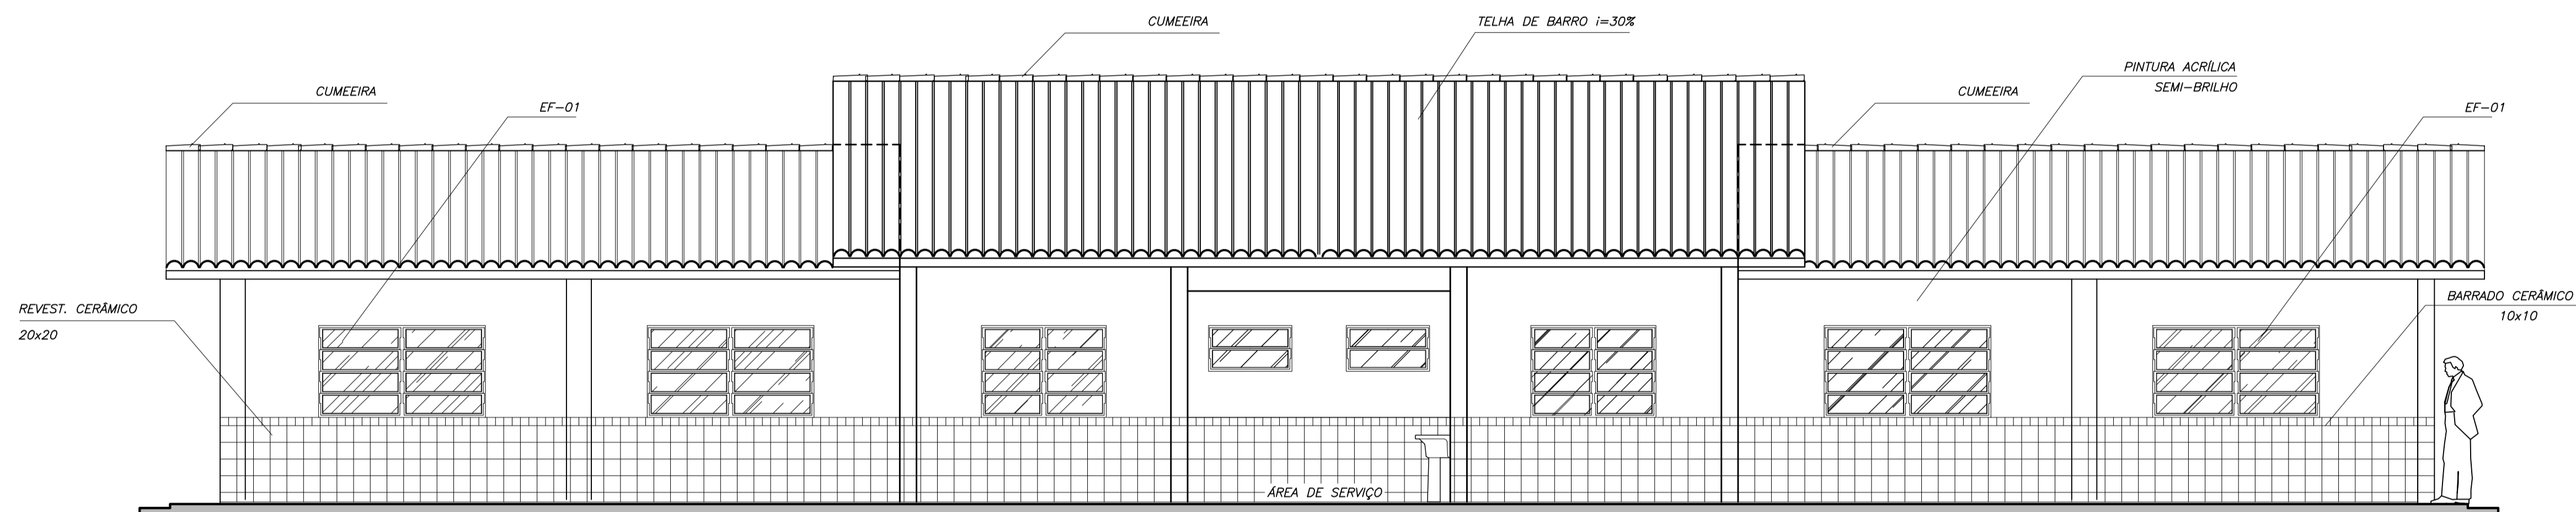 CUMEEIRA
TELHA DE BARRO i=30%
PINTURA ACRÍLICA
SEMI-BRILHO
CUMEEIRA
EF-01
CUMEEIRA
EF-01
REVEST. CERÂMICO
20x20
BARRADO CERÂMICO
10x10
ÁREA DE SERVIÇO